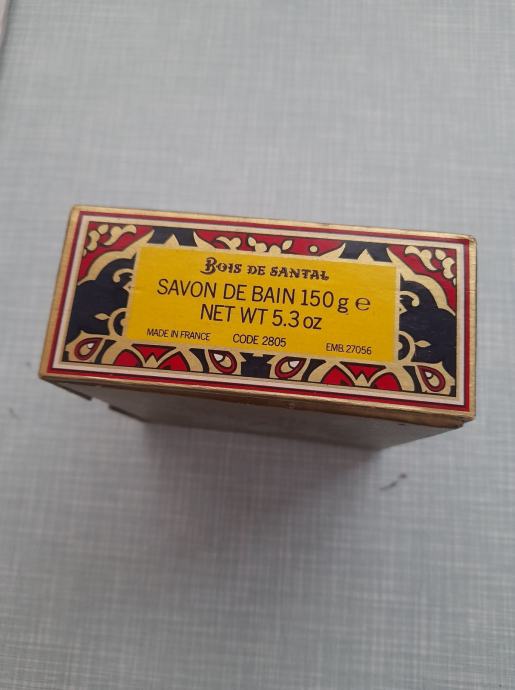 BOIS DE SANTAL
SAVON DE BAIN 150 g e
NET WT 5.3 oz
MADE IN FRANCE CODE 2805 EMB. 27056